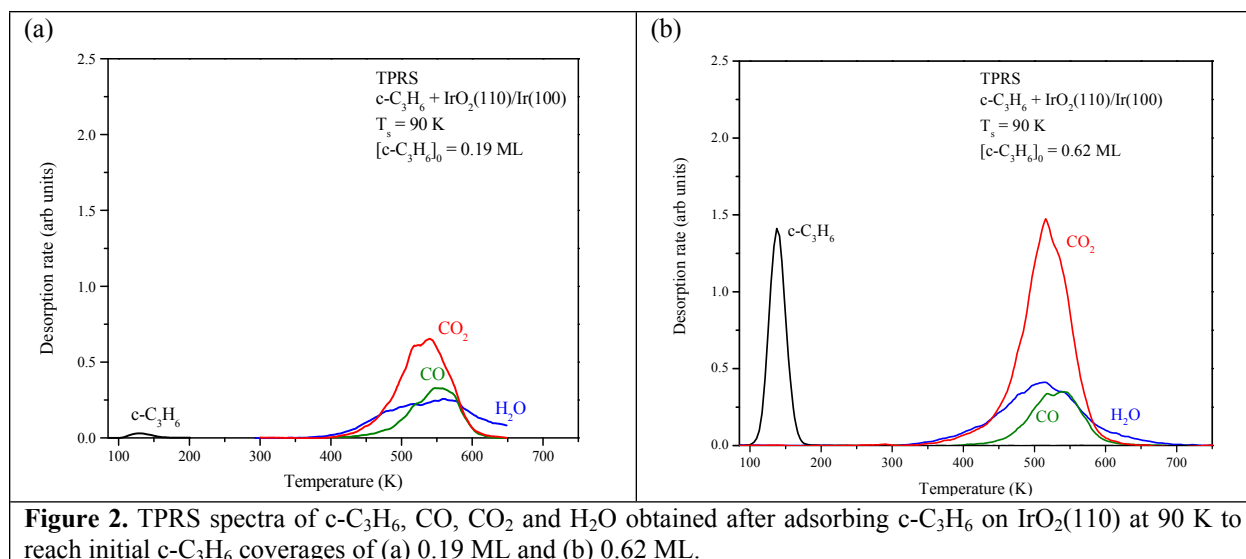 (a)
2.5
2.0
1.5
1.0
0.5
0.0
Desorption rate (arb units)
TPRS
c-C₃H₆ + IrO₂(110)/Ir(100)
Tₛ = 90 K
[c-C₃H₆]₀ = 0.19 ML
CO₂
CO
c-C₃H₆
H₂O
100 200 300 400 500 600 700
Temperature (K)
(b)
2.5
2.0
1.5
1.0
0.5
0.0
Desorption rate (arb units)
TPRS
c-C₃H₆ + IrO₂(110)/Ir(100)
Tₛ = 90 K
[c-C₃H₆]₀ = 0.62 ML
c-C₃H₆
CO₂
H₂O
CO
100 200 300 400 500 600 700
Temperature (K)
Figure 2. TPRS spectra of c-C₃H₆, CO, CO₂ and H₂O obtained after adsorbing c-C₃H₆ on IrO₂(110) at 90 K to
reach initial c-C₃H₆ coverages of (a) 0.19 ML and (b) 0.62 ML.